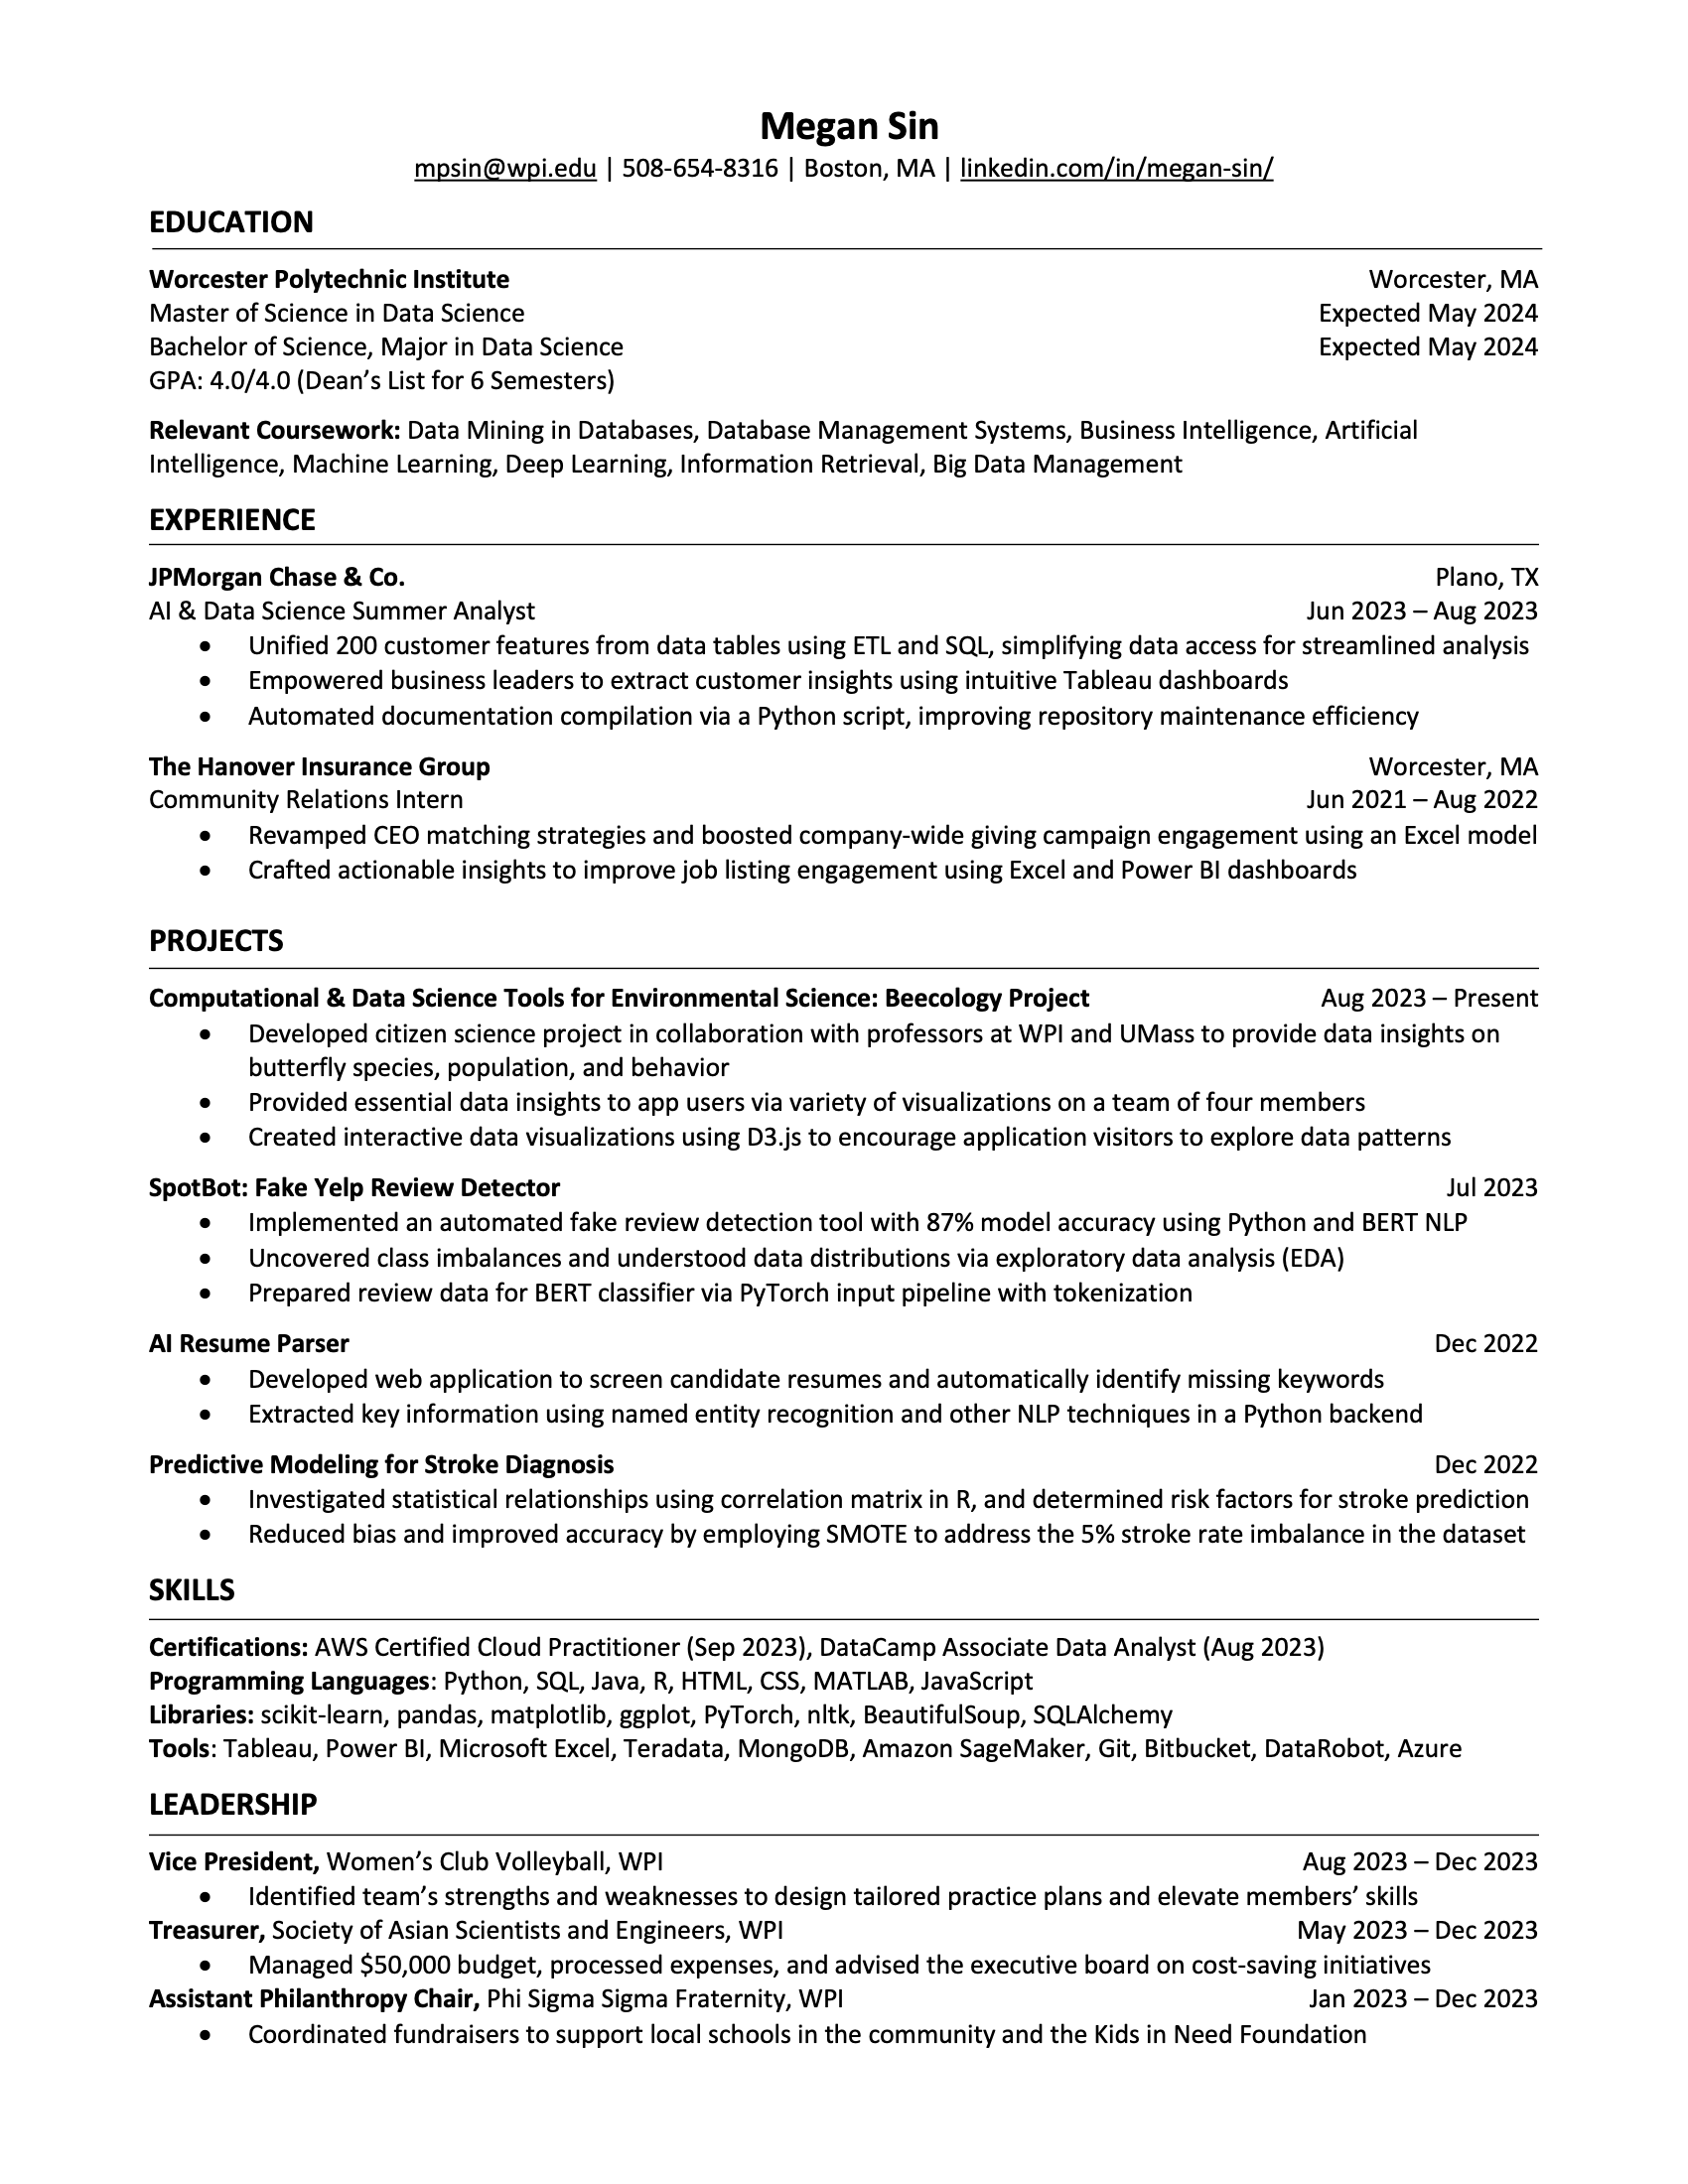 Megan Sin
mpsin@wpi.edu | 508-654-8316 | Boston, MA | linkedin.com/in/megan-sin/
EDUCATION
Worcester Polytechnic Institute Worcester, MA
Master of Science in Data Science Expected May 2024
Bachelor of Science, Major in Data Science Expected May 2024
GPA: 4.0/4.0 (Dean’s List for 6 Semesters)
Relevant Coursework: Data Mining in Databases, Database Management Systems, Business Intelligence, Artificial
Intelligence, Machine Learning, Deep Learning, Information Retrieval, Big Data Management
EXPERIENCE
JPMorgan Chase & Co. Plano, TX
AI & Data Science Summer Analyst Jun 2023 – Aug 2023
• Unified 200 customer features from data tables using ETL and SQL, simplifying data access for streamlined analysis
• Empowered business leaders to extract customer insights using intuitive Tableau dashboards
• Automated documentation compilation via a Python script, improving repository maintenance efficiency
The Hanover Insurance Group Worcester, MA
Community Relations Intern Jun 2021 – Aug 2022
• Revamped CEO matching strategies and boosted company-wide giving campaign engagement using an Excel model
• Crafted actionable insights to improve job listing engagement using Excel and Power BI dashboards
PROJECTS
Computational & Data Science Tools for Environmental Science: Beecology Project Aug 2023 – Present
• Developed citizen science project in collaboration with professors at WPI and UMass to provide data insights on
butterfly species, population, and behavior
• Provided essential data insights to app users via variety of visualizations on a team of four members
• Created interactive data visualizations using D3.js to encourage application visitors to explore data patterns
SpotBot: Fake Yelp Review Detector Jul 2023
• Implemented an automated fake review detection tool with 87% model accuracy using Python and BERT NLP
• Uncovered class imbalances and understood data distributions via exploratory data analysis (EDA)
• Prepared review data for BERT classifier via PyTorch input pipeline with tokenization
AI Resume Parser Dec 2022
• Developed web application to screen candidate resumes and automatically identify missing keywords
• Extracted key information using named entity recognition and other NLP techniques in a Python backend
Predictive Modeling for Stroke Diagnosis Dec 2022
• Investigated statistical relationships using correlation matrix in R, and determined risk factors for stroke prediction
• Reduced bias and improved accuracy by employing SMOTE to address the 5% stroke rate imbalance in the dataset
SKILLS
Certifications: AWS Certified Cloud Practitioner (Sep 2023), DataCamp Associate Data Analyst (Aug 2023)
Programming Languages: Python, SQL, Java, R, HTML, CSS, MATLAB, JavaScript
Libraries: scikit-learn, pandas, matplotlib, ggplot, PyTorch, nltk, BeautifulSoup, SQLAlchemy
Tools: Tableau, Power BI, Microsoft Excel, Teradata, MongoDB, Amazon SageMaker, Git, Bitbucket, DataRobot, Azure
LEADERSHIP
Vice President, Women’s Club Volleyball, WPI Aug 2023 – Dec 2023
• Identified team’s strengths and weaknesses to design tailored practice plans and elevate members’ skills
Treasurer, Society of Asian Scientists and Engineers, WPI May 2023 – Dec 2023
• Managed $50,000 budget, processed expenses, and advised the executive board on cost-saving initiatives
Assistant Philanthropy Chair, Phi Sigma Sigma Fraternity, WPI Jan 2023 – Dec 2023
• Coordinated fundraisers to support local schools in the community and the Kids in Need Foundation